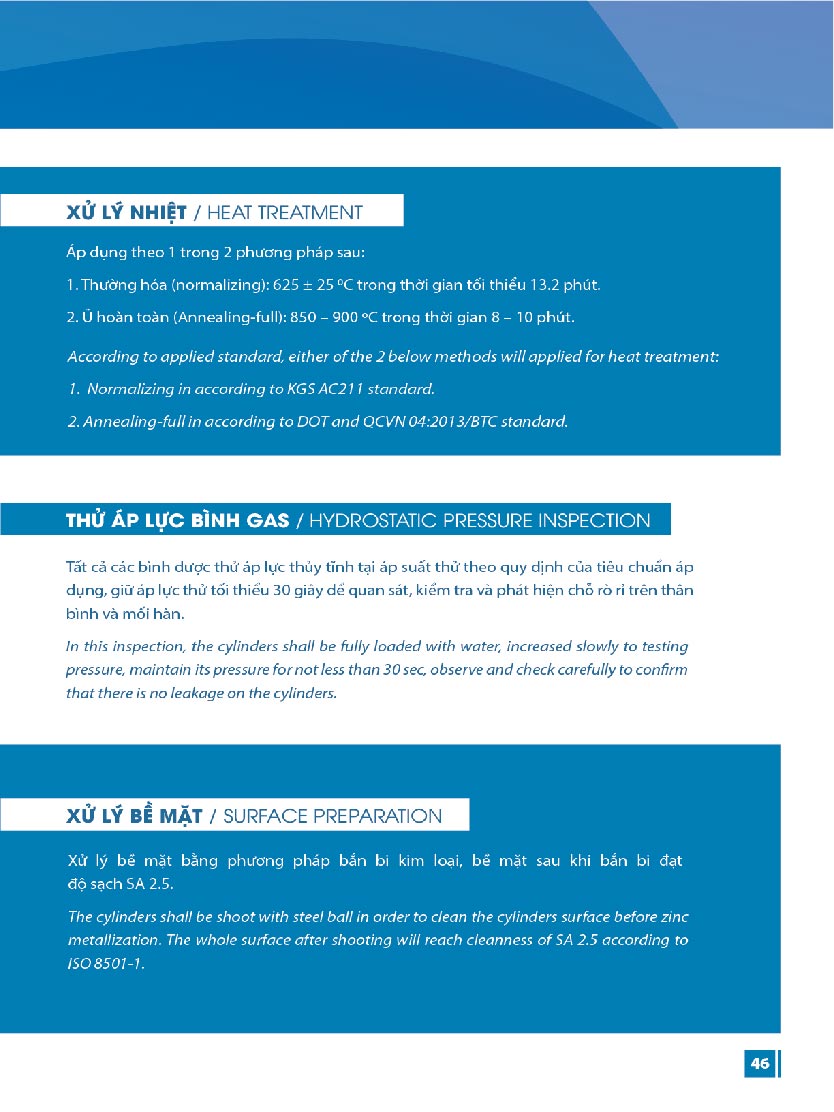 XỬ LÝ NHIỆT / HEAT TREATMENT
Áp dụng theo 1 trong 2 phương pháp sau:
1. Thường hóa (normalizing): 625 ± 25 ºC trong thời gian tối thiểu 13.2 phút.
2. Ủ hoàn toàn (Annealing-full): 850 – 900 ºC trong thời gian 8 – 10 phút.
According to applied standard, either of the 2 below methods will applied for heat treatment:
1. Normalizing in according to KGS AC211 standard.
2. Annealing-full in according to DOT and QCVN 04:2013/BTC standard.
THỬ ÁP LỰC BÌNH GAS / HYDROSTATIC PRESSURE INSPECTION
Tất cả các bình được thử áp lực thủy tĩnh tại áp suất thử theo quy định của tiêu chuẩn áp
dụng, giữ áp lực thử tối thiểu 30 giây để quan sát, kiểm tra và phát hiện chỗ rò rỉ trên thân
bình và mối hàn.
In this inspection, the cylinders shall be fully loaded with water, increased slowly to testing
pressure, maintain its pressure for not less than 30 sec, observe and check carefully to confirm
that there is no leakage on the cylinders.
XỬ LÝ BỀ MẶT / SURFACE PREPARATION
Xử lý bề mặt bằng phương pháp bắn bi kim loại, bề mặt sau khi bắn bi đạt
độ sạch SA 2.5.
The cylinders shall be shoot with steel ball in order to clean the cylinders surface before zinc
metallization. The whole surface after shooting will reach cleanness of SA 2.5 according to
ISO 8501-1.
46